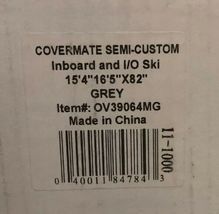 COVERMATE SEMI-CUSTOM
Inboard and I/O Ski
15'4"16'5"X82"
GREY
Item#: OV39064MG
Made in China
11-1000
0 40011 84784 3